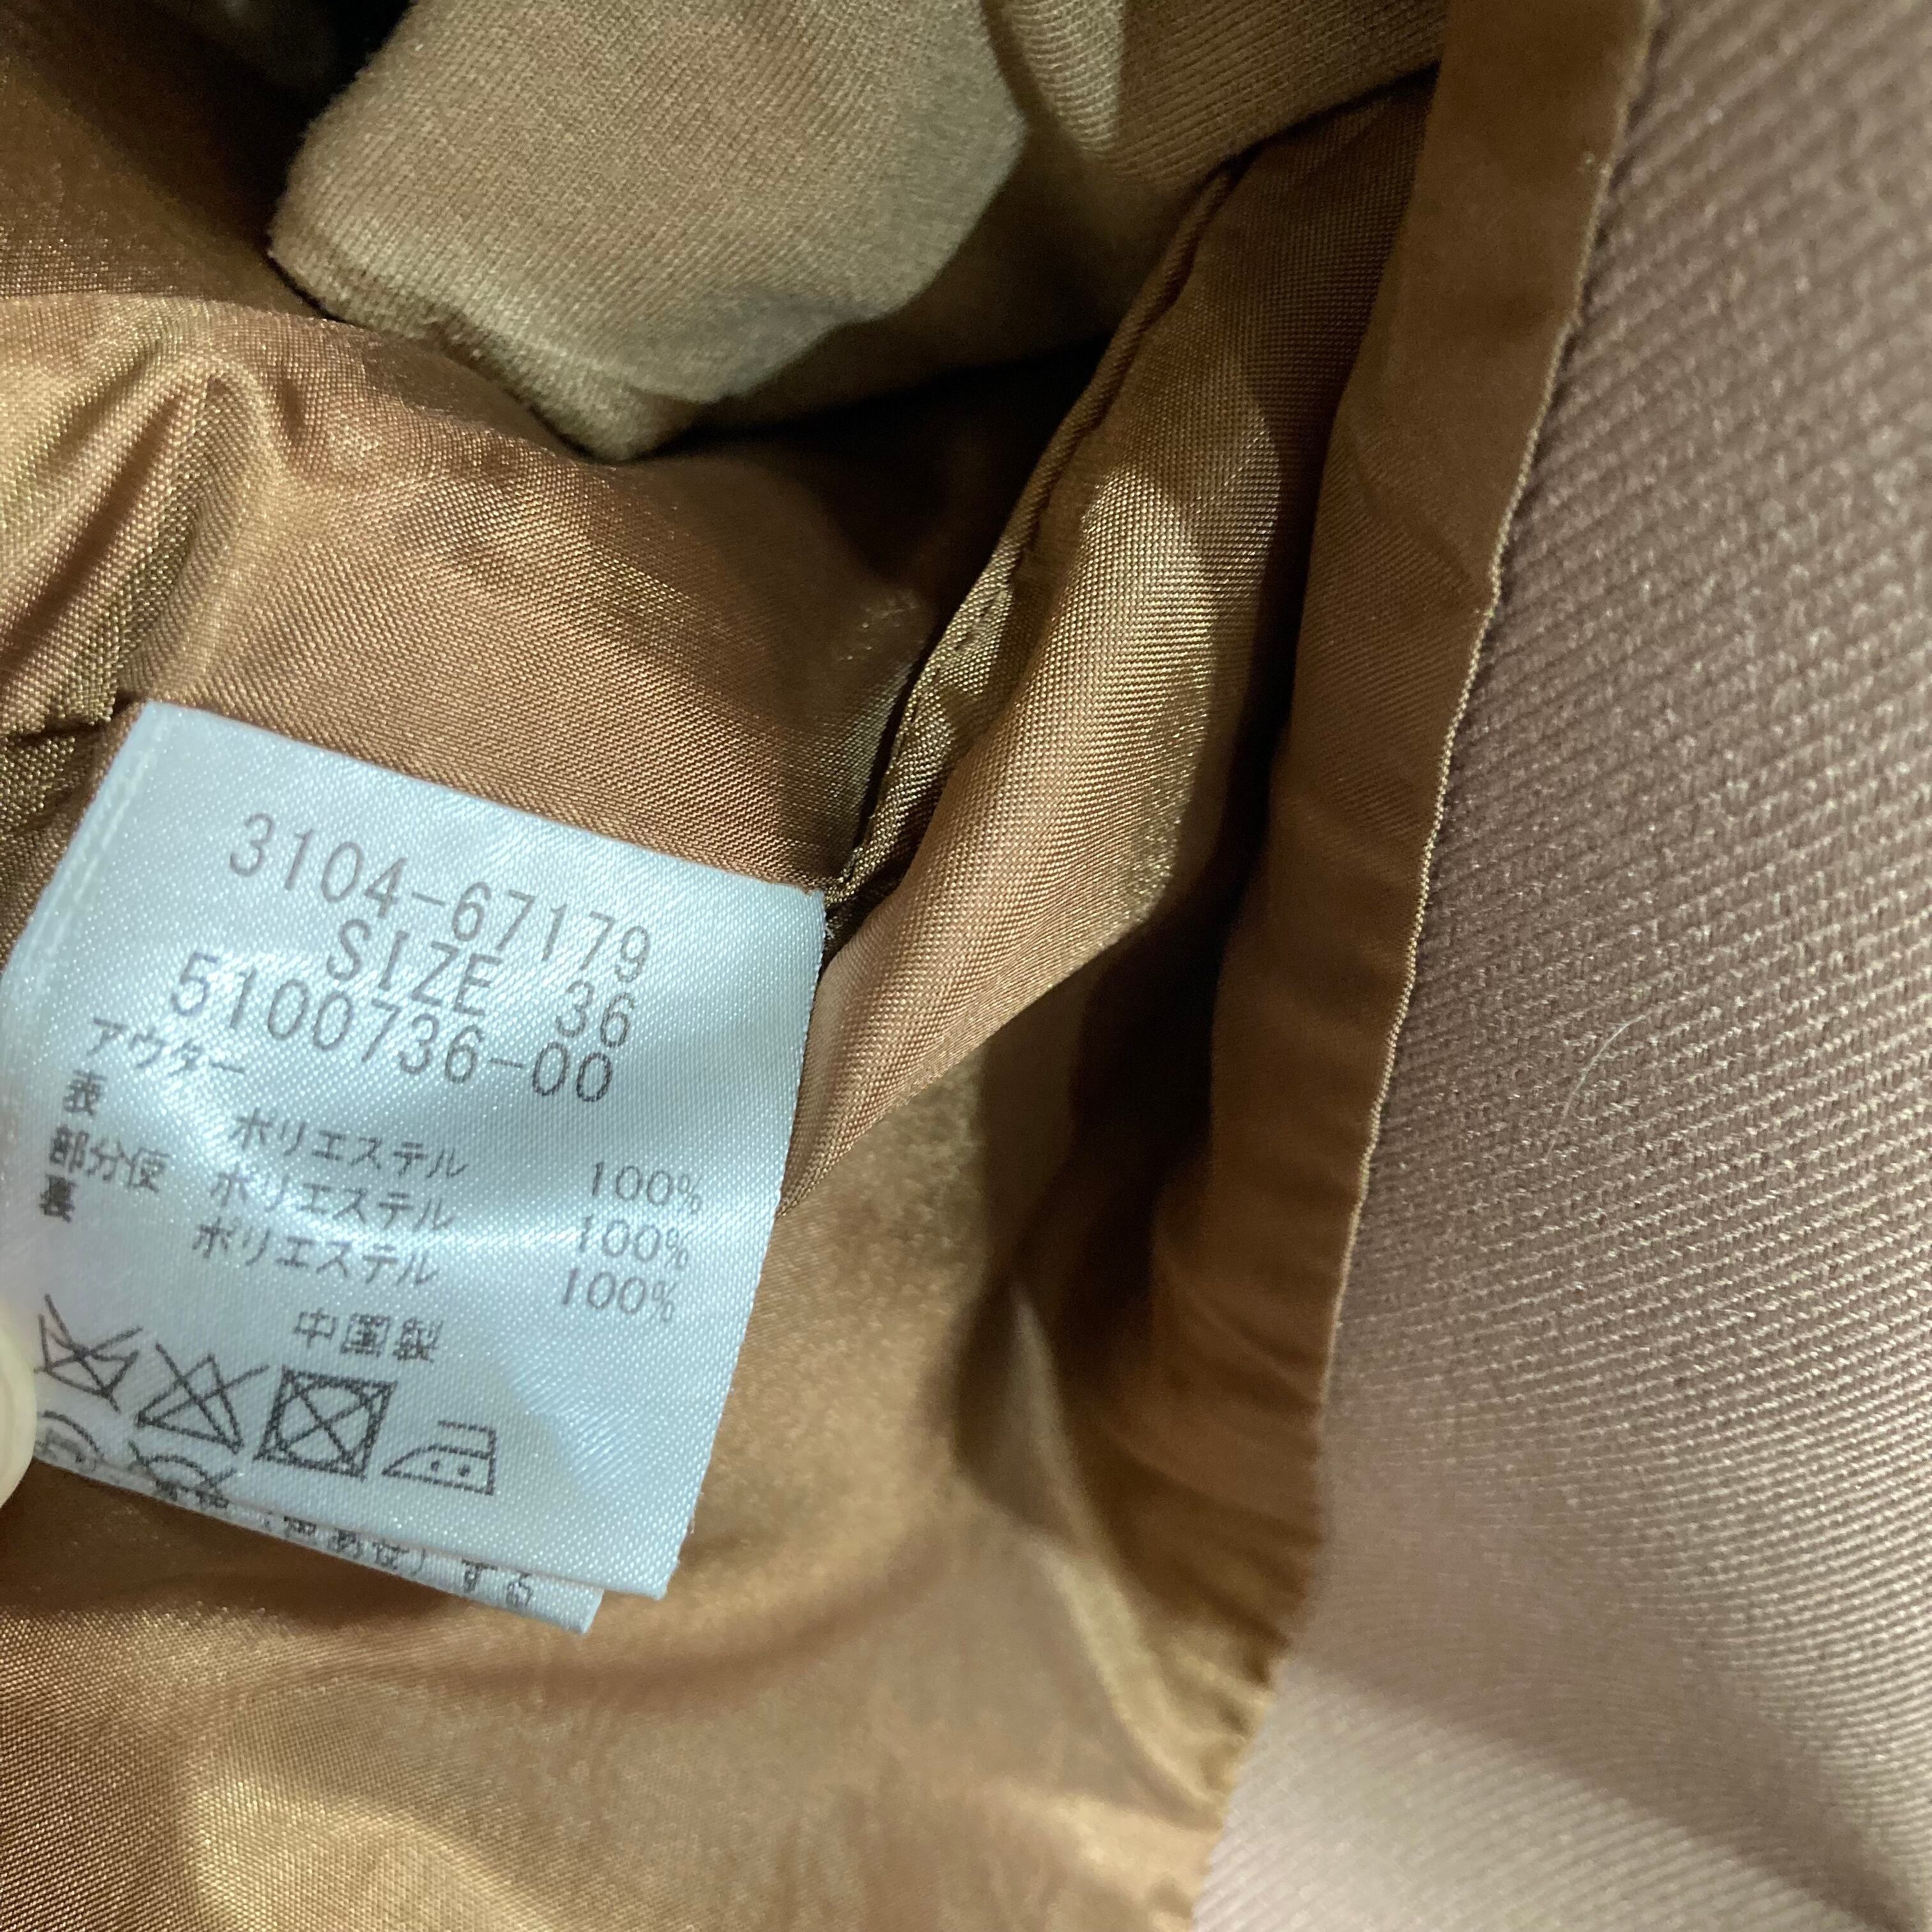 3104-67179
SIZE 36
5100736-00
アウター
表 ポリエステル 100%
部分使 ポリエステル 100%
裏 ポリエステル 100%
中国製
する